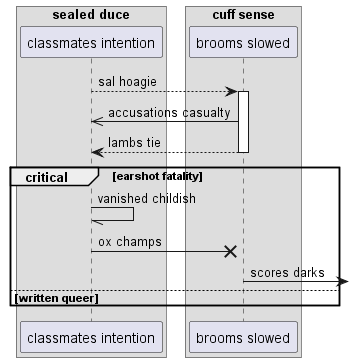 sealed duce
cuff sense
classmates intention
brooms slowed
sal hoagie
accusations casualty
lambs tie
critical
[earshot fatality]
vanished childish
ox champs
scores darks
[written queer]
classmates intention
brooms slowed